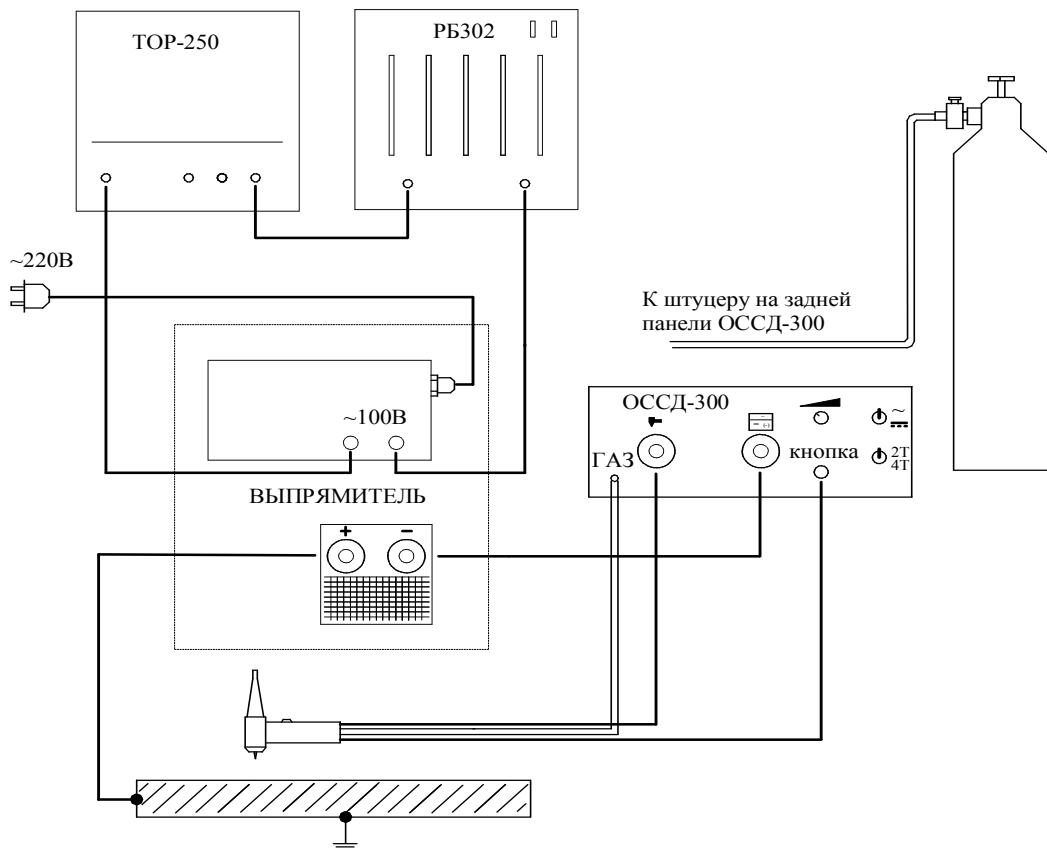 ТОР-250
РБ302
~220В
К штуцеру на задней
панели ОССД-300
~100В
ОССД-300
ГАЗ
кнопка
~
2Т
4Т
ВЫПРЯМИТЕЛЬ
+ −